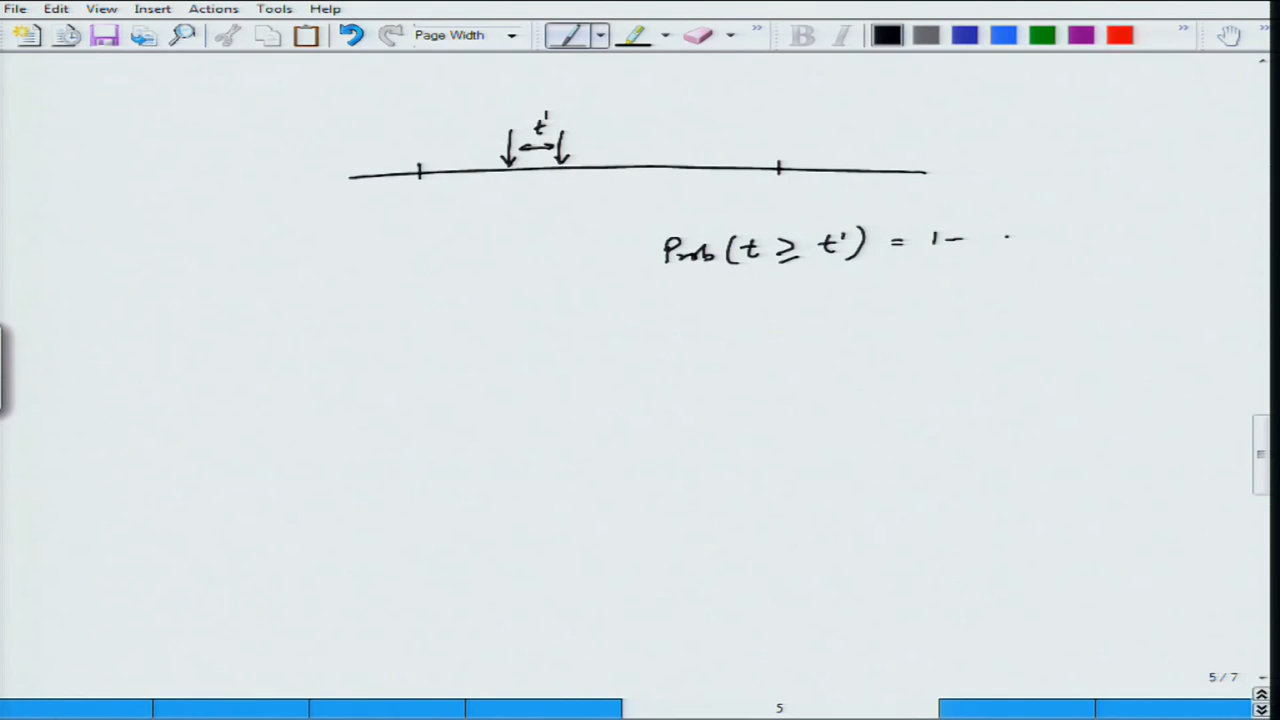 File Edit View Insert Actions Tools Help
Page Width
B I
t'
Prob(t ≥ t') = 1 -
5 / 7
5